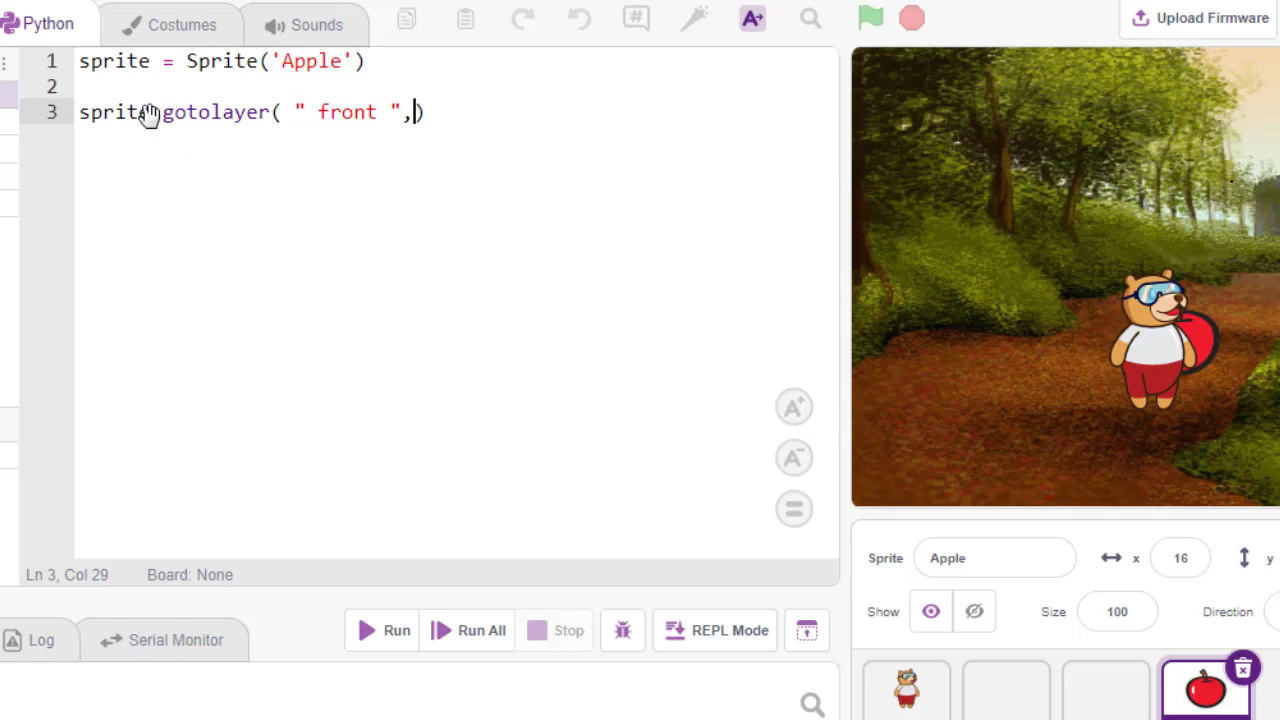 Python
Costumes
Sounds
Upload Firmware
1 sprite = Sprite('Apple')
2
3 sprite.gotolayer( " front ",)
Ln 3, Col 29 Board: None
Run
Run All
Stop
REPL Mode
Log
Serial Monitor
Sprite Apple x 16 y
Show Size 100 Direction